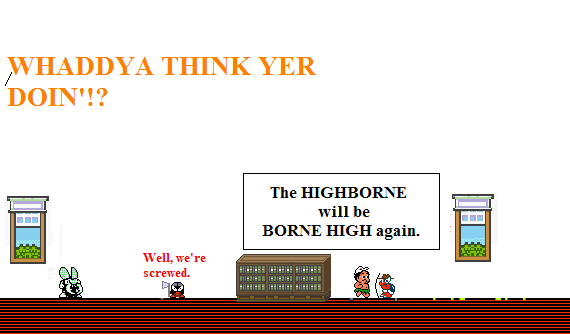 WHADDYA THINK YER
DOIN'!!?
The HIGHBORNE
will be
BORNE HIGH again.
Well, we're
screwed.